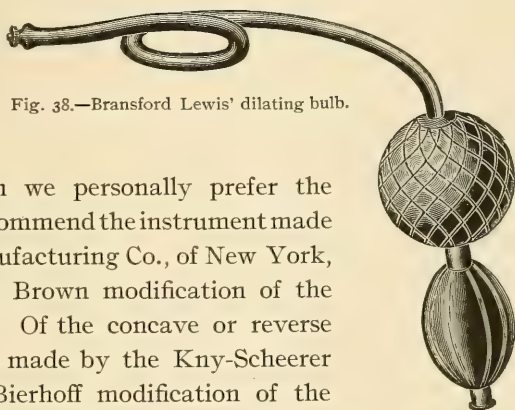 Fig. 38.—Bransford Lewis' dilating bulb.
we personally prefer the
ommend the instrument made
ufacturing Co., of New York,
Brown modification of the
Of the concave or reverse
made by the Kny-Scheerer
Bierhoff modification of the